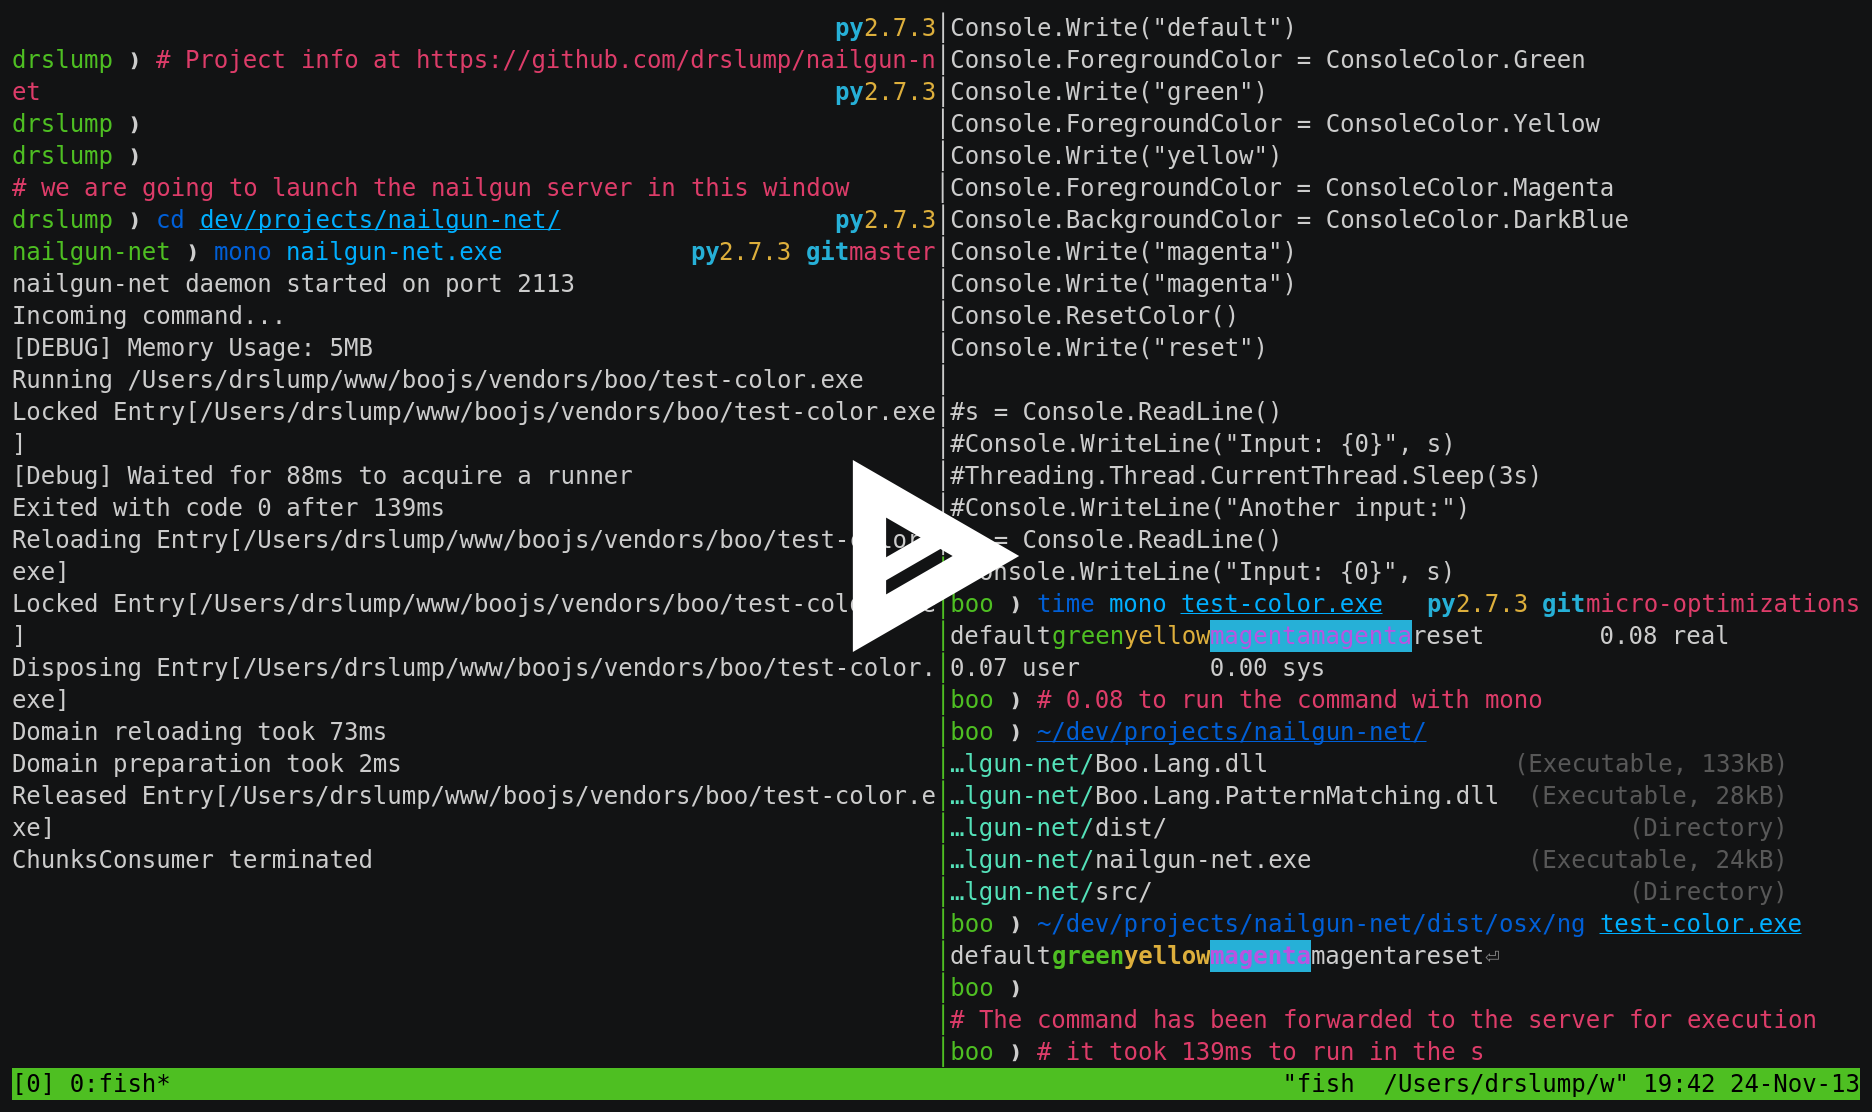 py2.7.3
drslump ) # Project info at https://github.com/drslump/nailgun-n
et py2.7.3
drslump )
drslump )
# we are going to launch the nailgun server in this window
drslump ) cd dev/projects/nailgun-net/ py2.7.3
nailgun-net ) mono nailgun-net.exe py2.7.3 gitmaster
nailgun-net daemon started on port 2113
Incoming command...
[DEBUG] Memory Usage: 5MB
Running /Users/drslump/www/boojs/vendors/boo/test-color.exe
Locked Entry[/Users/drslump/www/boojs/vendors/boo/test-color.exe
]
[Debug] Waited for 88ms to acquire a runner
Exited with code 0 after 139ms
Reloading Entry[/Users/drslump/www/boojs/vendors/boo/test-color
exe]
Locked Entry[/Users/drslump/www/boojs/vendors/boo/test-color
]
Disposing Entry[/Users/drslump/www/boojs/vendors/boo/test-color.
exe]
Domain reloading took 73ms
Domain preparation took 2ms
Released Entry[/Users/drslump/www/boojs/vendors/boo/test-color.e
xe]
ChunksConsumer terminated
Console.Write("default")
Console.ForegroundColor = ConsoleColor.Green
Console.Write("green")
Console.ForegroundColor = ConsoleColor.Yellow
Console.Write("yellow")
Console.ForegroundColor = ConsoleColor.Magenta
Console.BackgroundColor = ConsoleColor.DarkBlue
Console.Write("magenta")
Console.Write("magenta")
Console.ResetColor()
Console.Write("reset")
#s = Console.ReadLine()
#Console.WriteLine("Input: {0}", s)
#Threading.Thread.CurrentThread.Sleep(3s)
#Console.WriteLine("Another input:")
= Console.ReadLine()
Console.WriteLine("Input: {0}", s)
boo ) time mono test-color.exe py2.7.3 gitmicro-optimizations
defaultgreenyellowmagentamagentareset 0.08 real
0.07 user 0.00 sys
boo ) # 0.08 to run the command with mono
boo ) ~/dev/projects/nailgun-net/
…lgun-net/Boo.Lang.dll (Executable, 133kB)
…lgun-net/Boo.Lang.PatternMatching.dll (Executable, 28kB)
…lgun-net/dist/ (Directory)
…lgun-net/nailgun-net.exe (Executable, 24kB)
…lgun-net/src/ (Directory)
boo ) ~/dev/projects/nailgun-net/dist/osx/ng test-color.exe
defaultgreenyellowmagentamagentareset⏎
boo )
# The command has been forwarded to the server for execution
boo ) # it took 139ms to run in the s
[0] 0:fish* "fish  /Users/drslump/w" 19:42 24-Nov-13